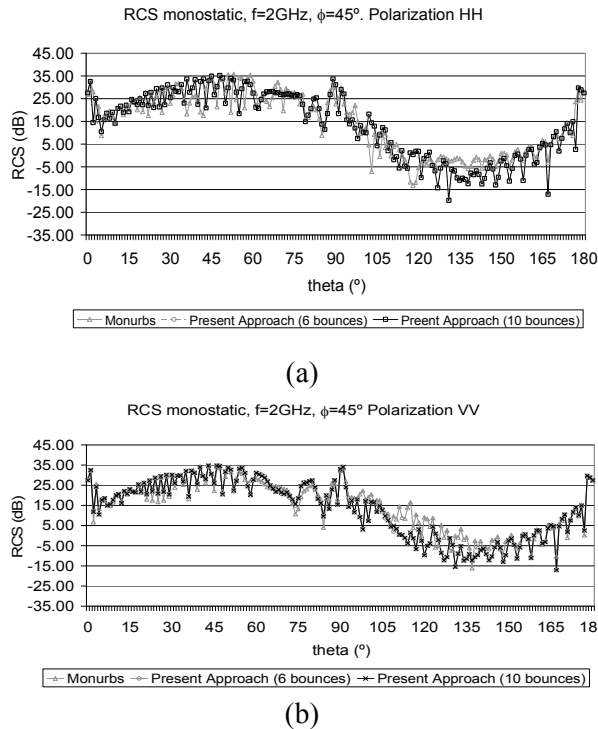 RCS monostatic, f=2GHz, ϕ=45º. Polarization HH
45.00
35.00
25.00
15.00
5.00
-5.00
-15.00
-25.00
-35.00
RCS (dB)
0 15 30 45 60 75 90 105 120 135 150 165 180
theta (º)
Monurbs Present Approach (6 bounces) Preent Approach (10 bounces)
(a)
RCS monostatic, f=2GHz, ϕ=45º Polarization VV
45.00
35.00
25.00
15.00
5.00
-5.00
-15.00
-25.00
-35.00
RCS (dB)
0 15 30 45 60 75 90 105 120 135 150 165 18
theta (º)
Monurbs Present Approach (6 bounces) Present Approach (10 bounces)
(b)